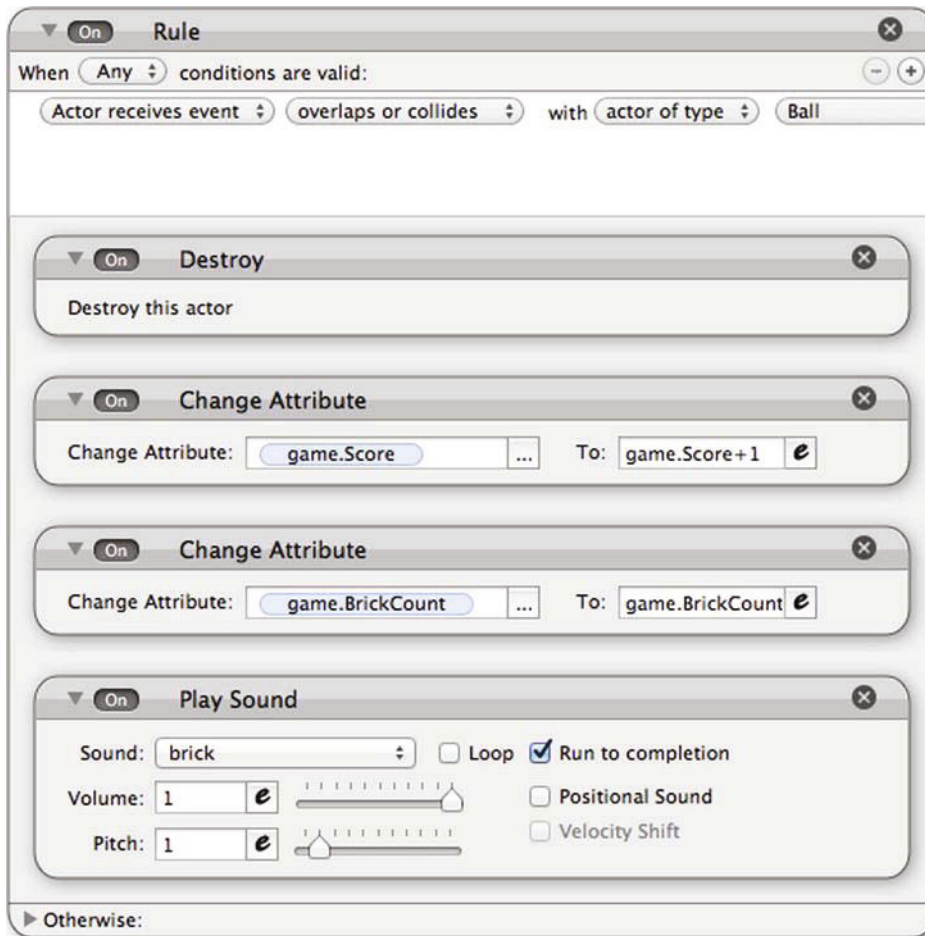 On Rule
When Any conditions are valid:
Actor receives event overlaps or collides with actor of type Ball
On Destroy
Destroy this actor
On Change Attribute
Change Attribute: game.Score ... To: game.Score+1 e
On Change Attribute
Change Attribute: game.BrickCount ... To: game.BrickCount e
On Play Sound
Sound: brick Loop Run to completion
Volume: 1 e Positional Sound
Pitch: 1 e Velocity Shift
Otherwise: